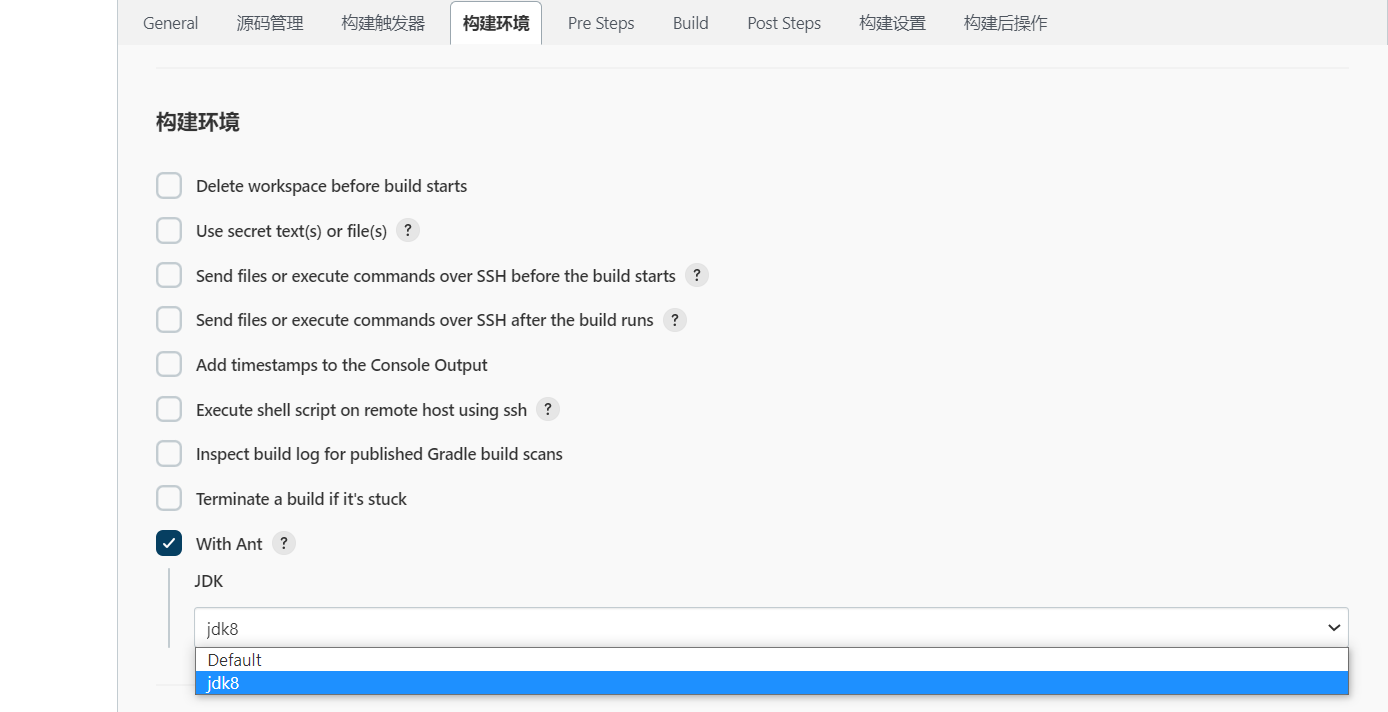 General 源码管理 构建触发器 构建环境 Pre Steps Build Post Steps 构建设置 构建后操作
构建环境
Delete workspace before build starts
Use secret text(s) or file(s) ?
Send files or execute commands over SSH before the build starts ?
Send files or execute commands over SSH after the build runs ?
Add timestamps to the Console Output
Execute shell script on remote host using ssh ?
Inspect build log for published Gradle build scans
Terminate a build if it's stuck
With Ant ?
JDK
jdk8
Default
jdk8